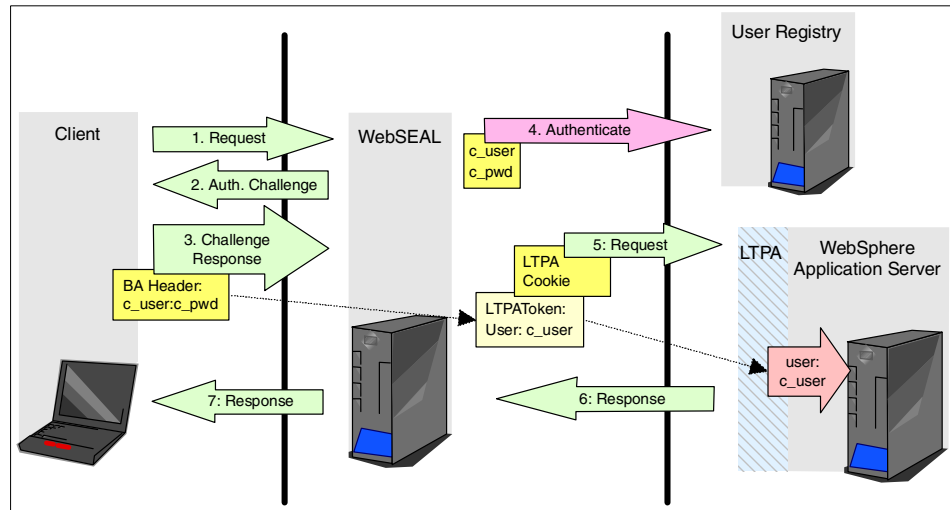 User Registry
Client
WebSEAL
1. Request
4. Authenticate
c_user
c_pwd
2. Auth. Challenge
3. Challenge
Response
5: Request
LTPA
WebSphere
Application Server
LTPA
Cookie
BA Header:
c_user:c_pwd
LTPAToken:
User: c_user
user:
c_user
7: Response
6: Response